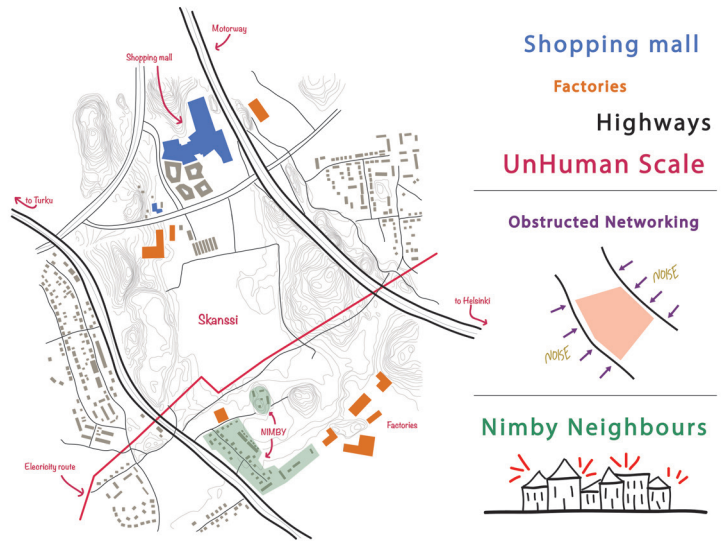 Motorway
Shopping mall
to Turku
to Helsinki
Skanssi
NIMBY
Factories
Elecricity route
Shopping mall
Factories
Highways
UnHuman Scale
Obstructed Networking
NOISE
NOISE
Nimby Neighbours